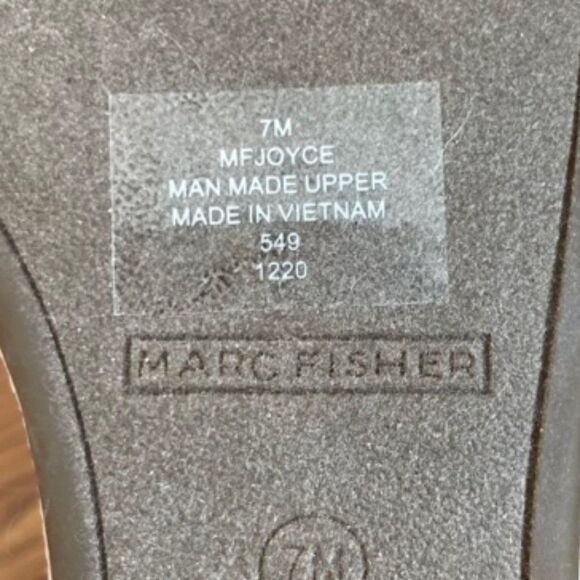 7M
MFJOYCE
MAN MADE UPPER
MADE IN VIETNAM
549
1220
MARC FISHER
7M